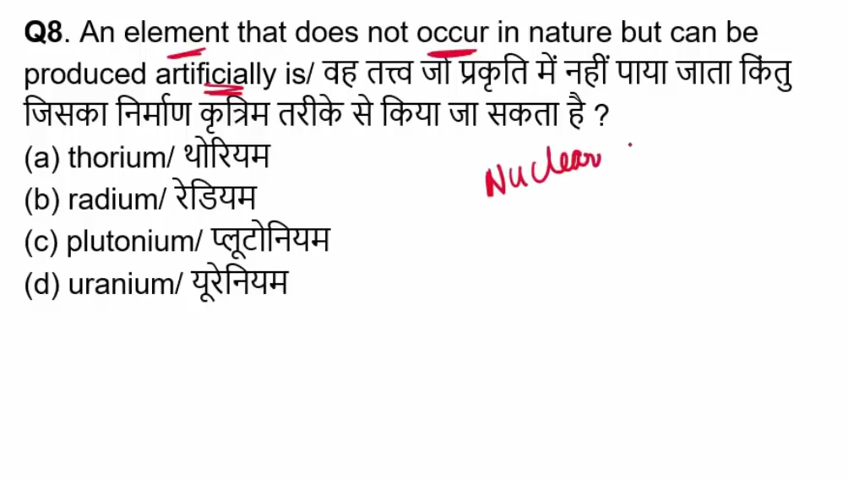 Q8. An element that does not occur in nature but can be
produced artificially is/ वह तत्त्व जो प्रकृति में नहीं पाया जाता किंतु
जिसका निर्माण कृत्रिम तरीके से किया जा सकता है ?
(a) thorium/ थोरियम
Nuclear
(b) radium/ रेडियम
(c) plutonium/ प्लूटोनियम
(d) uranium/ यूरेनियम